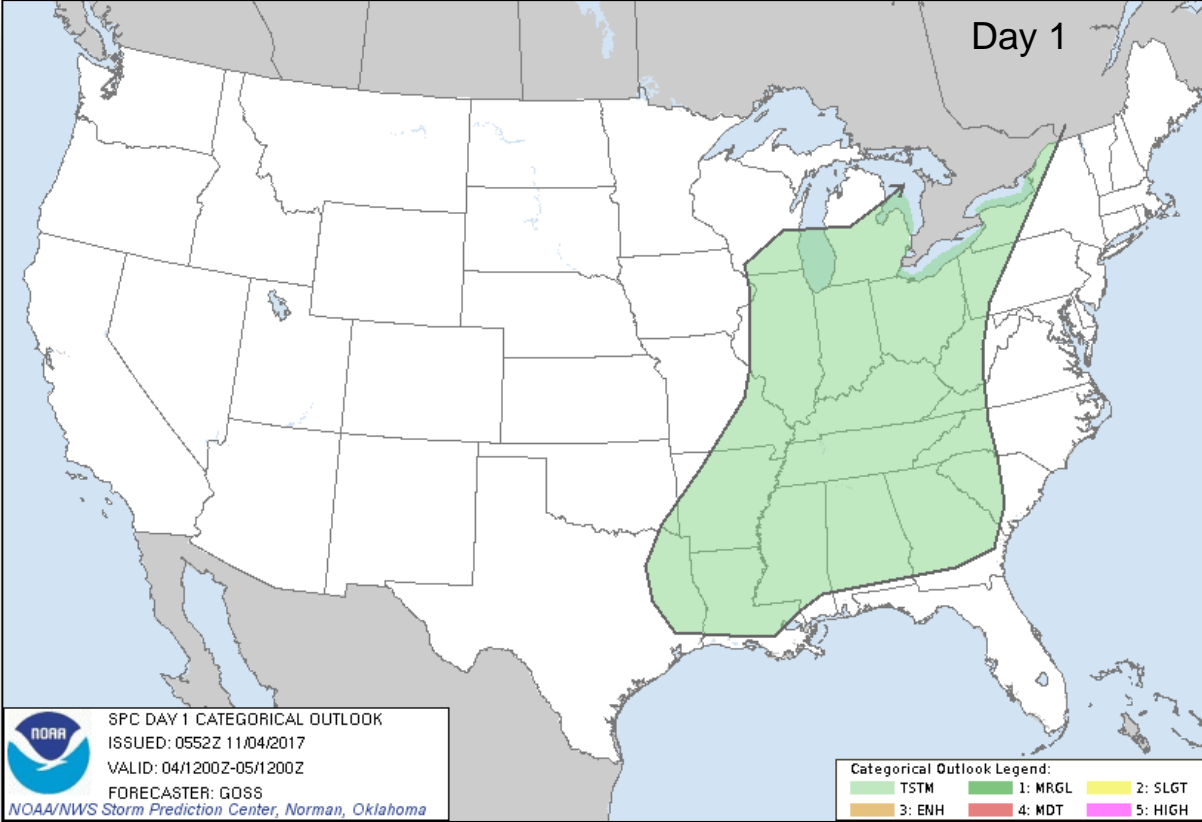 Day 1
NOAA
SPC DAY 1 CATEGORICAL OUTLOOK
ISSUED: 0552Z 11/04/2017
VALID: 04/1200Z-05/1200Z
FORECASTER: GOSS
NOAA/NWS Storm Prediction Center, Norman, Oklahoma
Categorical Outlook Legend:
TSTM 1: MRGL 2: SLGT
3: ENH 4: MDT 5: HIGH